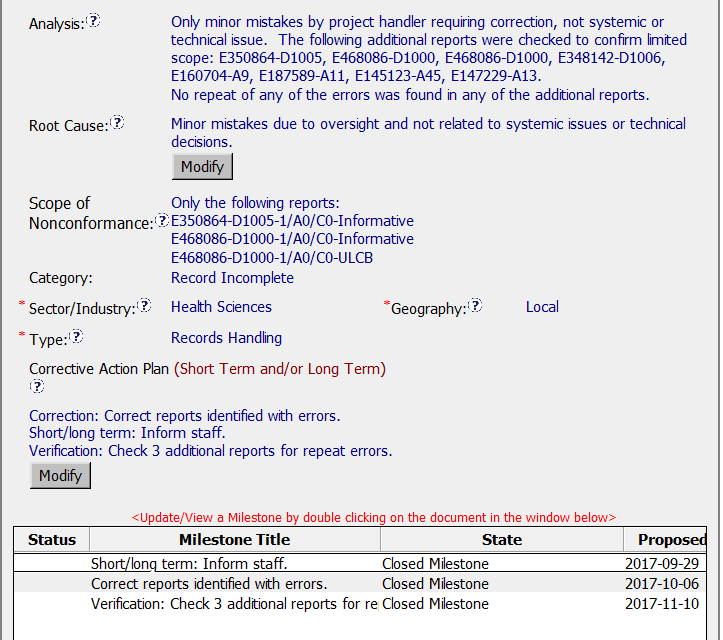 Analysis: ? Only minor mistakes by project handler requiring correction, not systemic or
technical issue. The following additional reports were checked to confirm limited
scope: E350864-D1005, E468086-D1000, E468086-D1000, E348142-D1006,
E160704-A9, E187589-A11, E145123-A45, E147229-A13.
No repeat of any of the errors was found in any of the additional reports.
Root Cause: ? Minor mistakes due to oversight and not related to systemic issues or technical
decisions.
Modify
Scope of Only the following reports:
Nonconformance: ? E350864-D1005-1/A0/C0-Informative
E468086-D1000-1/A0/C0-Informative
E468086-D1000-1/A0/C0-ULCB
Category: Record Incomplete
* Sector/Industry: ? Health Sciences * Geography: ? Local
* Type: ? Records Handling
Corrective Action Plan (Short Term and/or Long Term)
?
Correction: Correct reports identified with errors.
Short/long term: Inform staff.
Verification: Check 3 additional reports for repeat errors.
Modify
<Update/View a Milestone by double clicking on the document in the window below>
Status Milestone Title State Proposed
Short/long term: Inform staff. Closed Milestone 2017-09-29
Correct reports identified with errors. Closed Milestone 2017-10-06
Verification: Check 3 additional reports for re Closed Milestone 2017-11-10